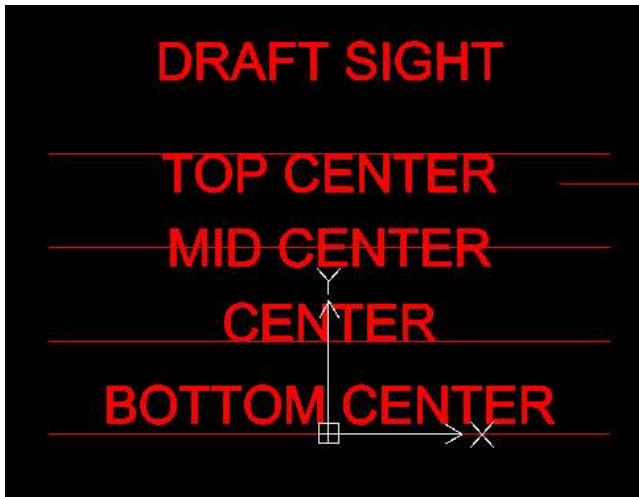 DRAFT SIGHT
TOP CENTER
MID CENTER
Y
CENTER
BOTTOM CENTER
X